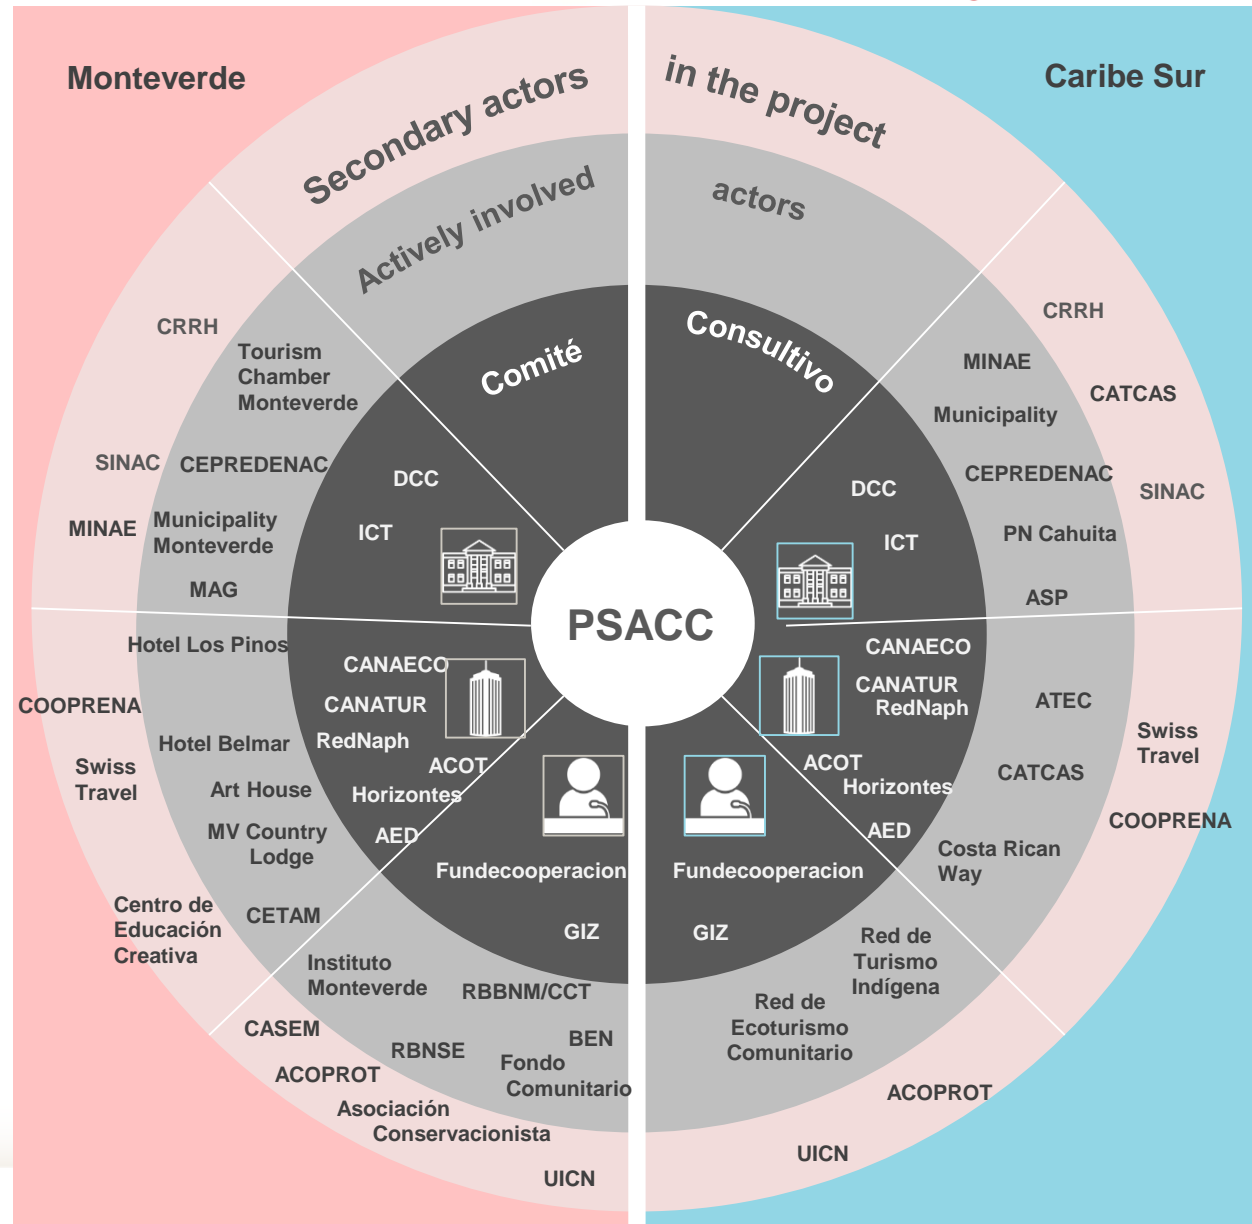 Monteverde
Caribe Sur
Secondary actors
in the project
Actively involved
actors
Comité
Consultivo
PSACC
CRRH
Tourism
Chamber
Monteverde
SINAC
CEPREDENAC
MINAE
Municipality
Monteverde
MAG
DCC
ICT
Hotel Los Pinos
COOPRENA
Hotel Belmar
Swiss
Travel
Art House
MV Country
Lodge
Centro de
Educación
Creativa
CETAM
CANAECO
CANATUR
RedNaph
ACOT
Horizontes
AED
Fundecooperacion
GIZ
Instituto
Monteverde
RBBNM/CCT
CASEM
RBNSE
BEN
Fondo
Comunitario
ACOPROT
Asociación
Conservacionista
UICN
CRRH
MINAE
CATCAS
Municipality
CEPREDENAC
SINAC
PN Cahuita
ASP
DCC
ICT
CANAECO
CANATUR
RedNaph
ACOT
Horizontes
AED
ATEC
Swiss
Travel
CATCAS
COOPRENA
Costa Rican
Way
Fundecooperacion
GIZ
Red de
Turismo
Indígena
Red de
Ecoturismo
Comunitario
ACOPROT
UICN